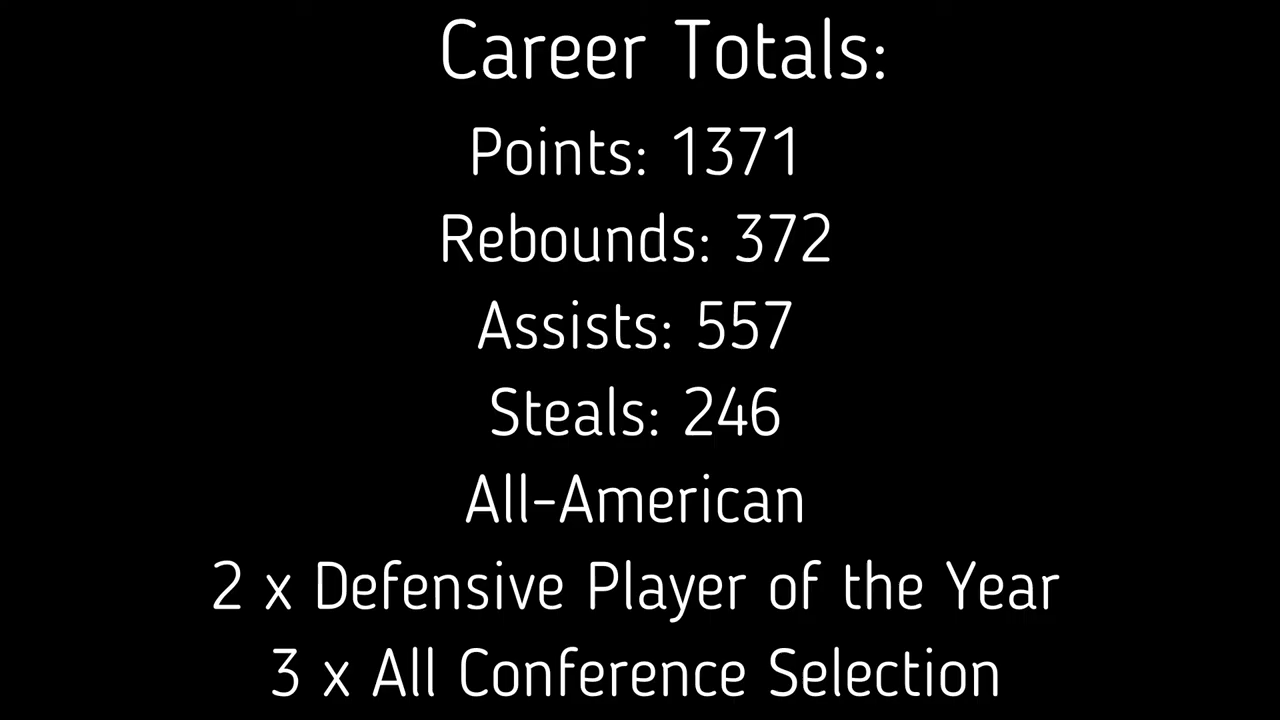 Career Totals:
Points: 1371
Rebounds: 372
Assists: 557
Steals: 246
All-American
2 x Defensive Player of the Year
3 x All Conference Selection